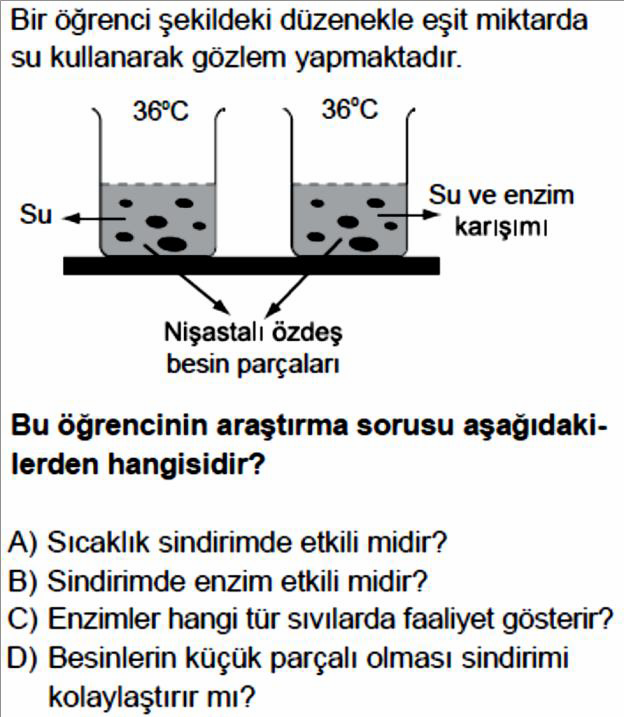 Bir öğrenci şekildeki düzenekle eşit miktarda
su kullanarak gözlem yapmaktadır.
36ºC
36ºC
Su
Su ve enzim
karışımı
Nişastalı özdeş
besin parçaları
Bu öğrencinin araştırma sorusu aşağıdaki-
lerden hangisidir?
A) Sıcaklık sindirimde etkili midir?
B) Sindirimde enzim etkili midir?
C) Enzimler hangi tür sıvılarda faaliyet gösterir?
D) Besinlerin küçük parçalı olması sindirimi
kolaylaştırır mı?